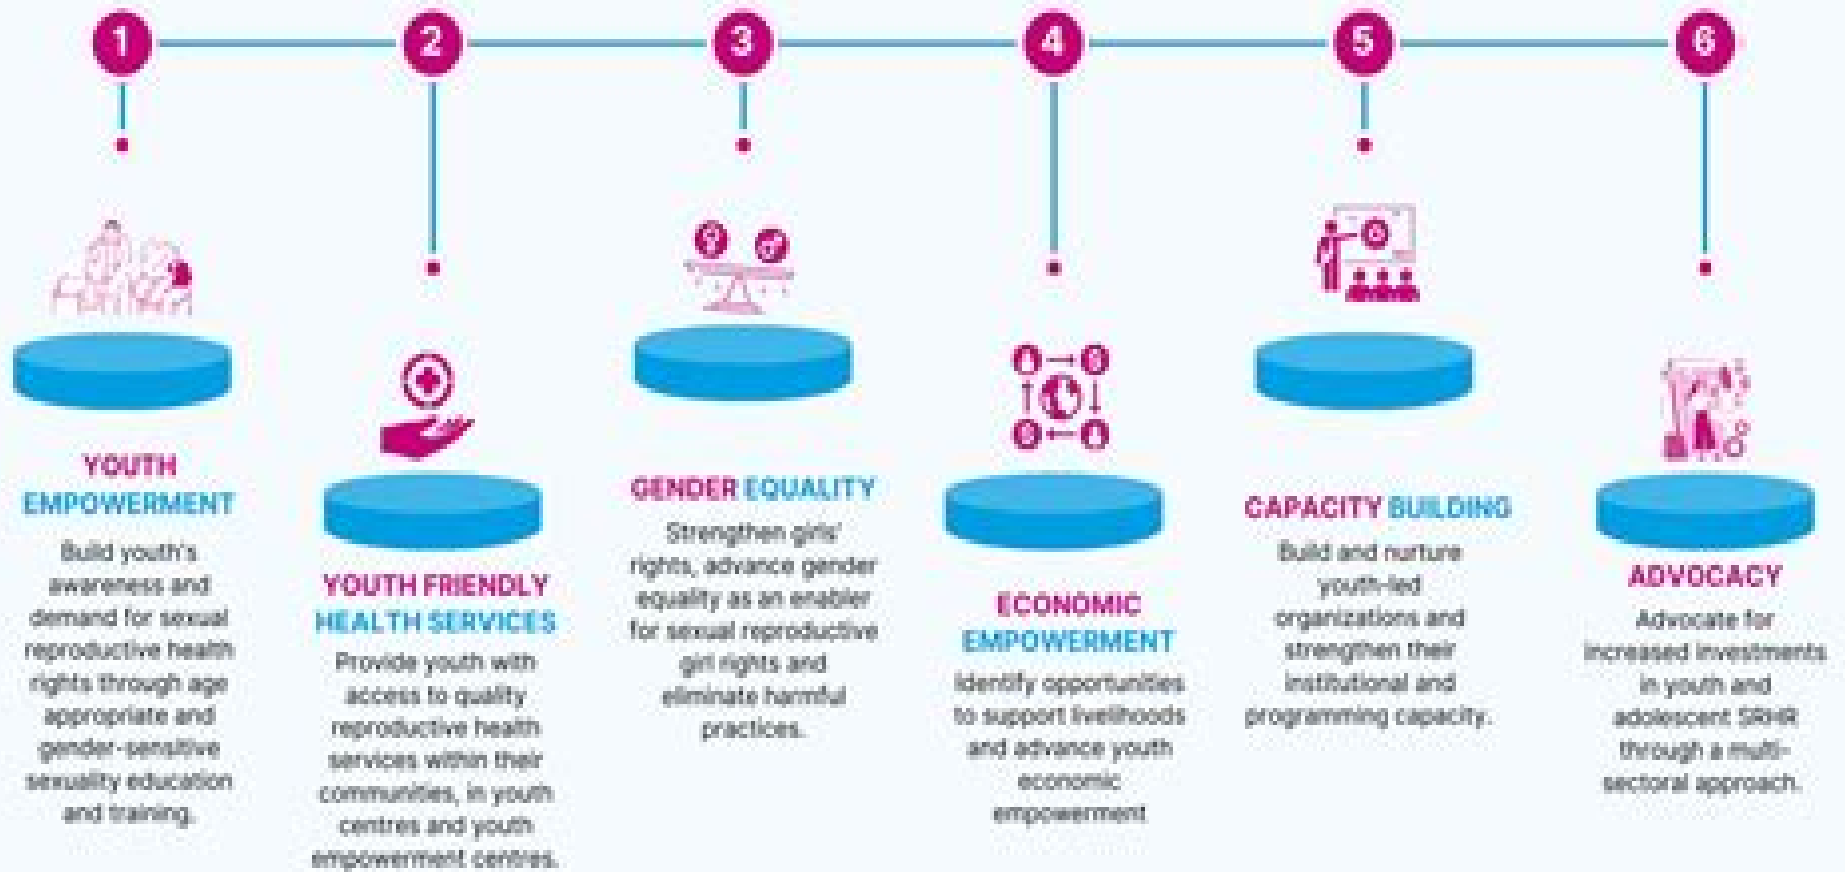 1
2
3
4
5
6
YOUTH
EMPOWERMENT
Build youth's
awareness and
demand for sexual
reproductive health
rights through age
appropriate and
gender-sensitive
sexuality education
and training.
YOUTH FRIENDLY
HEALTH SERVICES
Provide youth with
access to quality
reproductive health
services within their
communities, in youth
centres and youth
empowerment centres.
GENDER EQUALITY
Strengthen girls'
rights, advance gender
equality as an enabler
for sexual reproductive
girl rights and
eliminate harmful
practices.
ECONOMIC
EMPOWERMENT
Identify opportunities
to support livelihoods
and advance youth
economic
empowerment
CAPACITY BUILDING
Build and nurture
youth-led
organizations and
strengthen their
institutional and
programming capacity.
ADVOCACY
Advocate for
increased investments
in youth and
adolescent SRHR
through a multi-
sectoral approach.